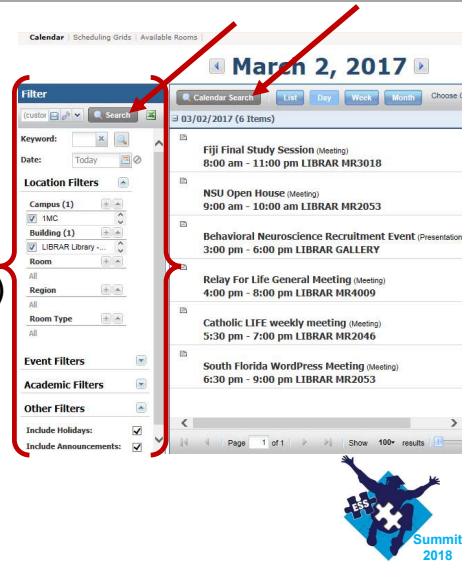 Calendar | Scheduling Grids | Available Rooms |
March 2, 2017
Filter
(custor
Search
Keyword:
Date: Today
Location Filters
Campus (1)
1MC
Building (1)
LIBRAR Library -...
Room
All
Region
All
Room Type
All
Event Filters
Academic Filters
Other Filters
Include Holidays:
Include Announcements:
Calendar Search List Day Week Month Choose
03/02/2017 (6 Items)
Fiji Final Study Session (Meeting)
8:00 am - 11:00 pm LIBRAR MR3018
NSU Open House (Meeting)
9:00 am - 10:00 am LIBRAR MR2053
Behavioral Neuroscience Recruitment Event (Presentation
3:00 pm - 6:00 pm LIBRAR GALLERY
Relay For Life General Meeting (Meeting)
4:00 pm - 8:00 pm LIBRAR MR4009
Catholic LIFE weekly meeting (Meeting)
5:30 pm - 7:00 pm LIBRAR MR2046
South Florida WordPress Meeting (Meeting)
6:30 pm - 9:00 pm LIBRAR MR2053
Page 1 of 1 Show 100 results
ESS
Summit
2018